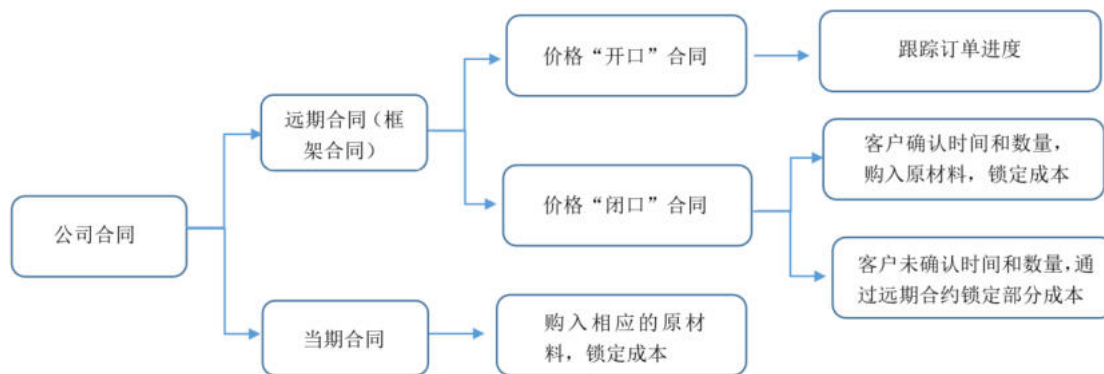 公司合同
远期合同（框
架合同）
价格“开口”合同
跟踪订单进度
价格“闭口”合同
客户确认时间和数量，
购入原材料，锁定成本
客户未确认时间和数量，通
过远期合约锁定部分成本
当期合同
购入相应的原材
料，锁定成本